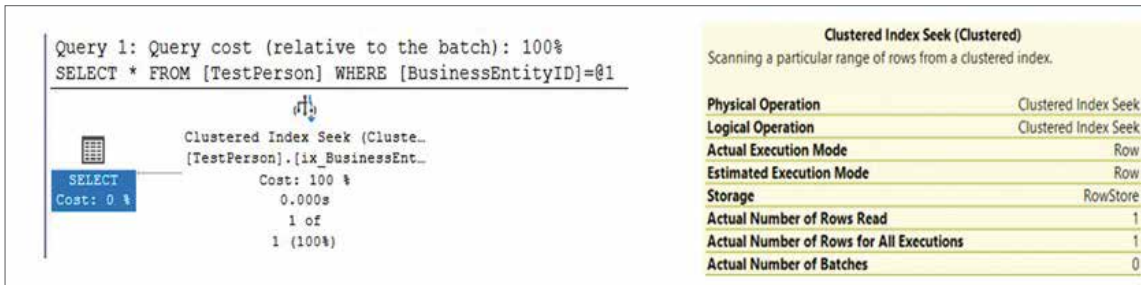 Query 1: Query cost (relative to the batch): 100%
SELECT * FROM [TestPerson] WHERE [BusinessEntityID]=@1
SELECT
Cost: 0 %
Clustered Index Seek (Cluste…
[TestPerson].[ix_BusinessEnt…
Cost: 100 %
0.000s
1 of
1 (100%)
Clustered Index Seek (Clustered)
Scanning a particular range of rows from a clustered index.
Physical Operation Clustered Index Seek
Logical Operation Clustered Index Seek
Actual Execution Mode Row
Estimated Execution Mode Row
Storage RowStore
Actual Number of Rows Read 1
Actual Number of Rows for All Executions 1
Actual Number of Batches 0